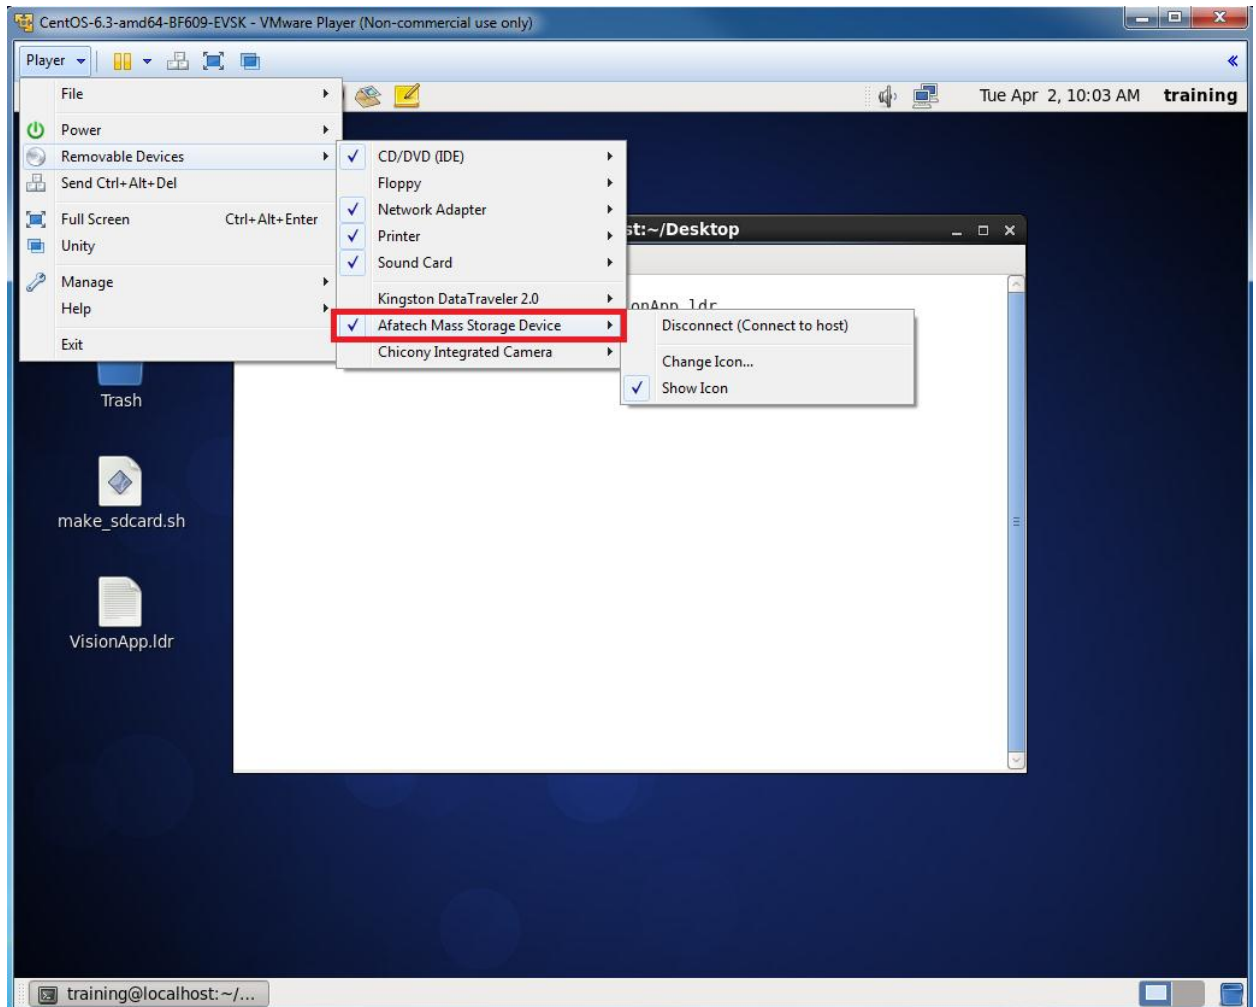 CentOS-6.3-amd64-BF609-EVSK - VMware Player (Non-commercial use only)
Player
File
Tue Apr 2, 10:03 AM training
Power
Removable Devices
Send Ctrl+Alt+Del
Full Screen Ctrl+Alt+Enter
Unity
Manage
Help
Exit
CD/DVD (IDE)
Floppy
Network Adapter
Printer
Sound Card
Kingston DataTraveler 2.0
Afatech Mass Storage Device
Chicony Integrated Camera
Disconnect (Connect to host)
Change Icon...
Show Icon
st:~/Desktop
onApp.ldr
Trash
make_sdcard.sh
VisionApp.ldr
training@localhost:~/...